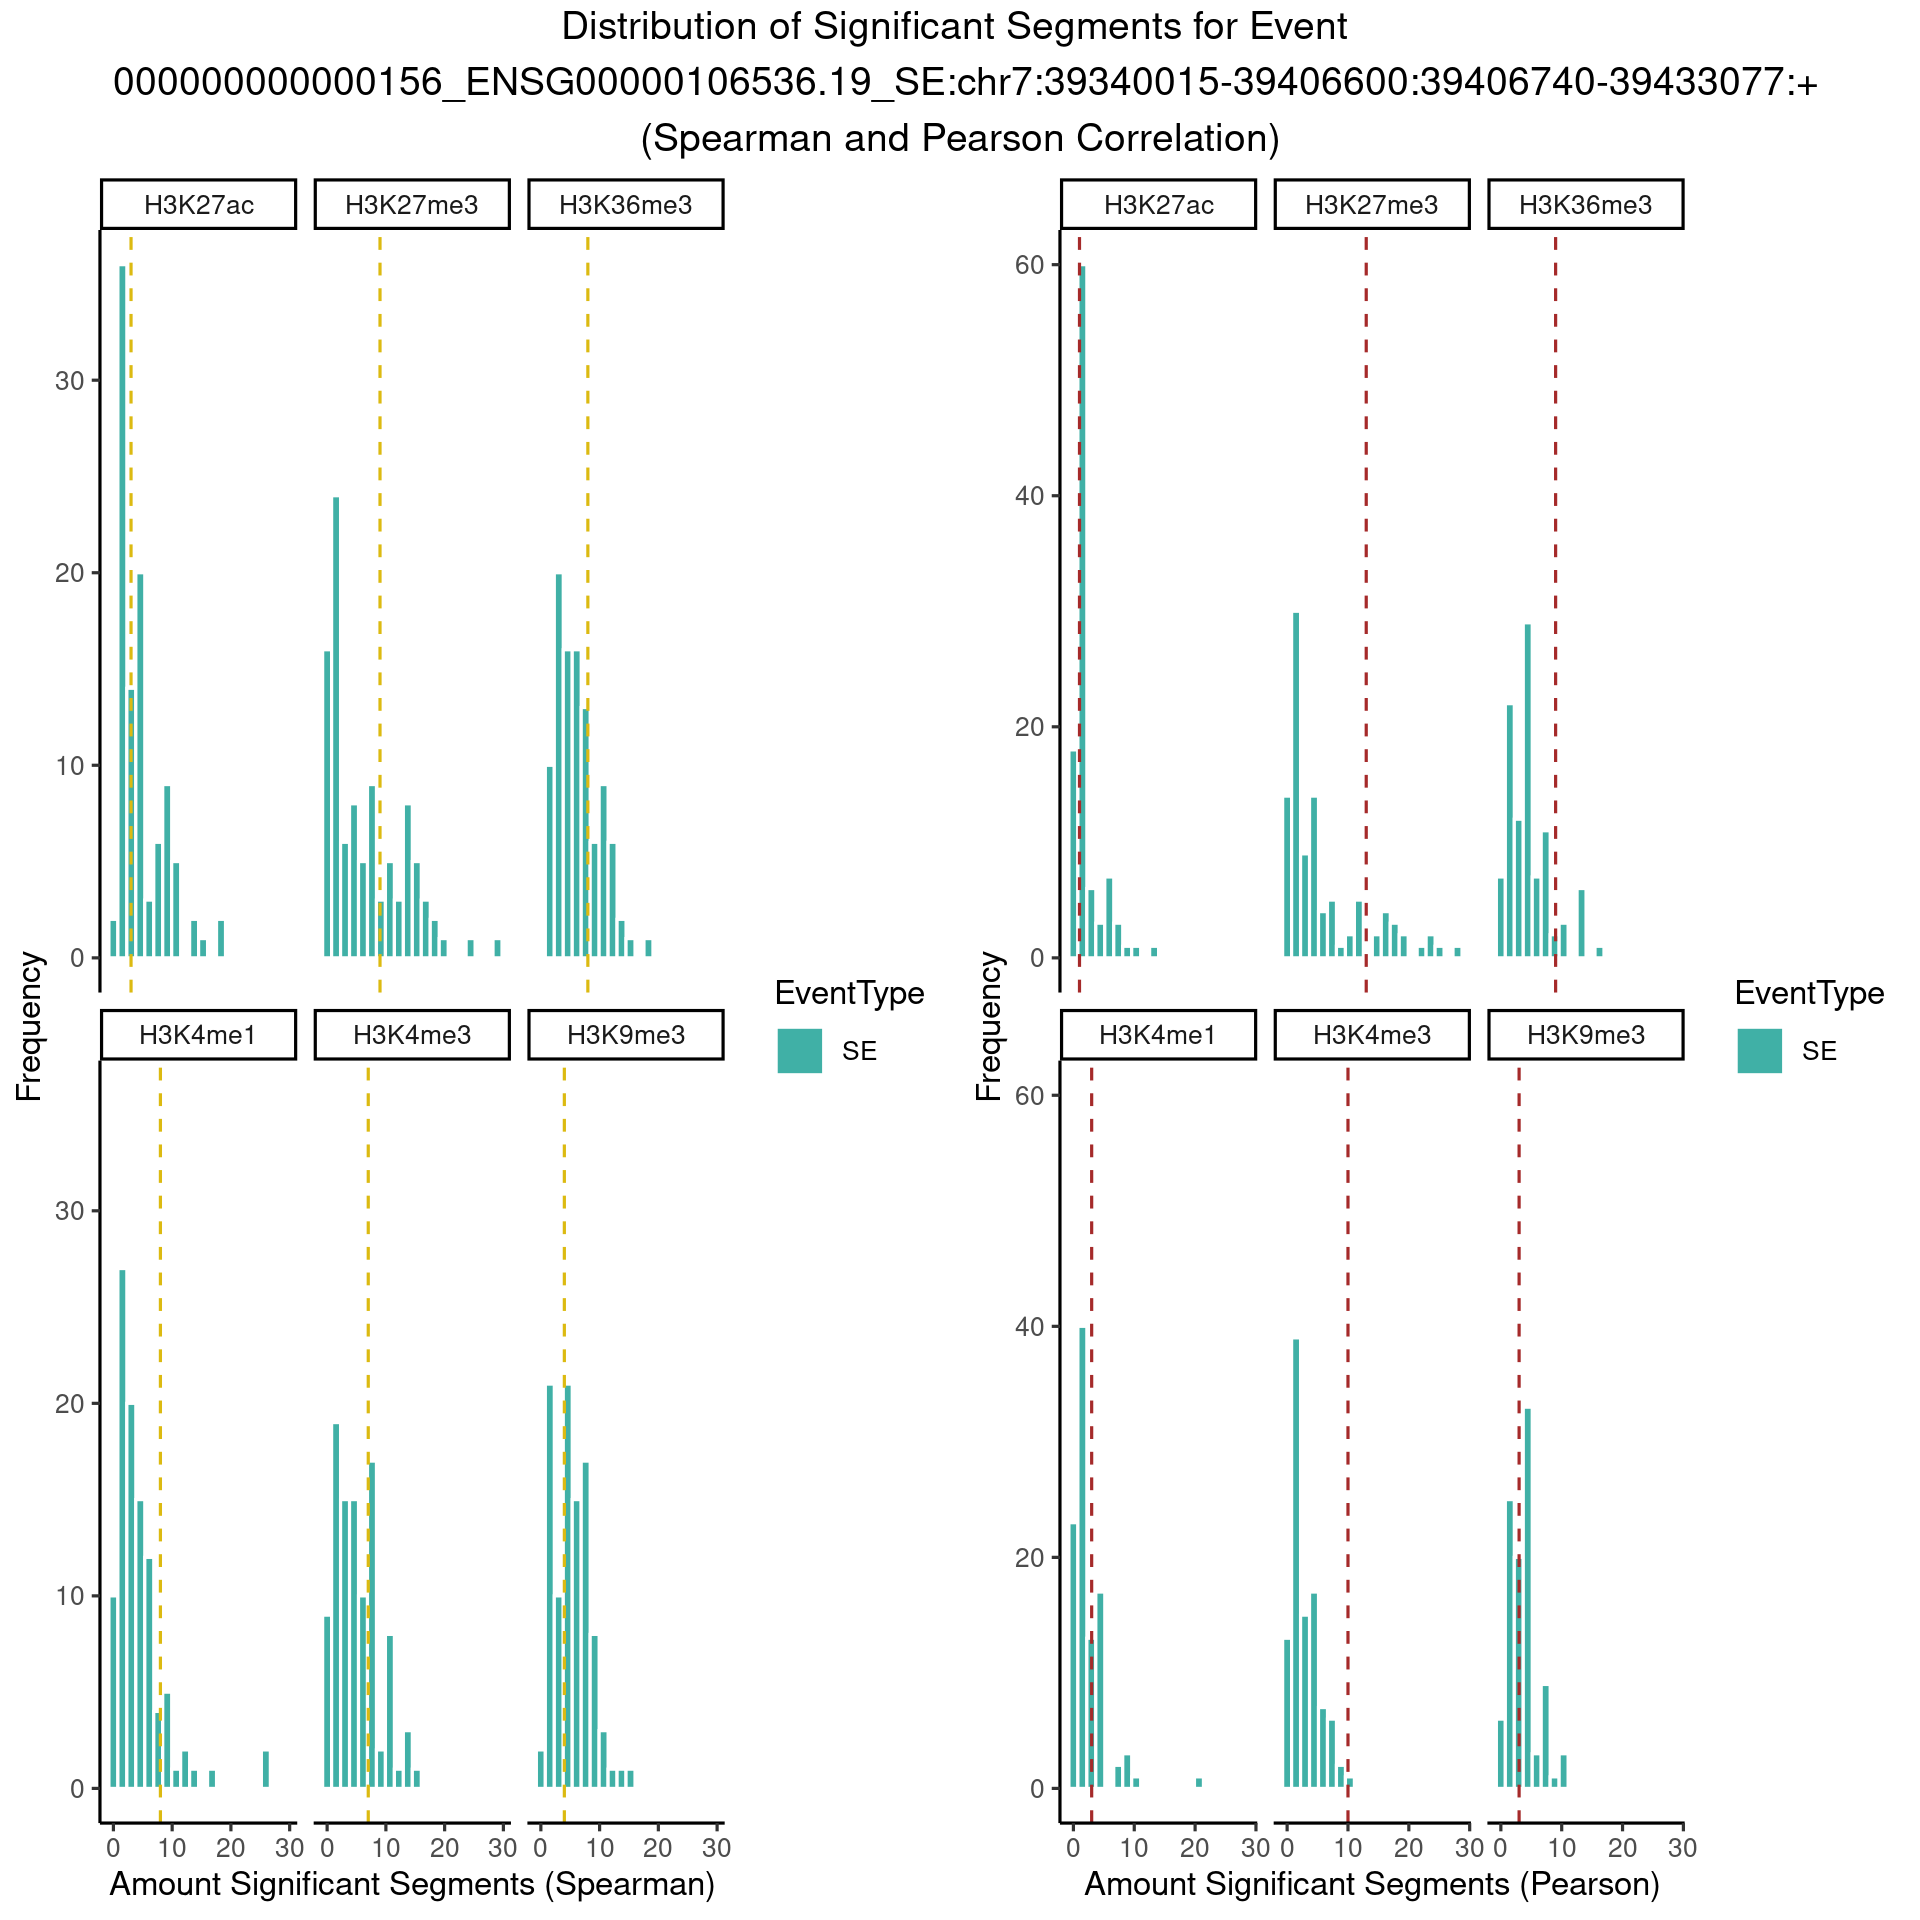 Distribution of Significant Segments for Event
000000000000156_ENSG00000106536.19_SE:chr7:39340015-39406600:39406740-39433077:+
(Spearman and Pearson Correlation)
H3K27ac H3K27me3 H3K36me3
30
20
10
0
H3K4me1 H3K4me3 H3K9me3
30
20
10
0
0 10 20 30 0 10 20 30 0 10 20 30
Frequency
Amount Significant Segments (Spearman)
EventType
SE
H3K27ac H3K27me3 H3K36me3
60
40
20
0
H3K4me1 H3K4me3 H3K9me3
60
40
20
0
0 10 20 30 0 10 20 30 0 10 20 30
Frequency
Amount Significant Segments (Pearson)
EventType
SE